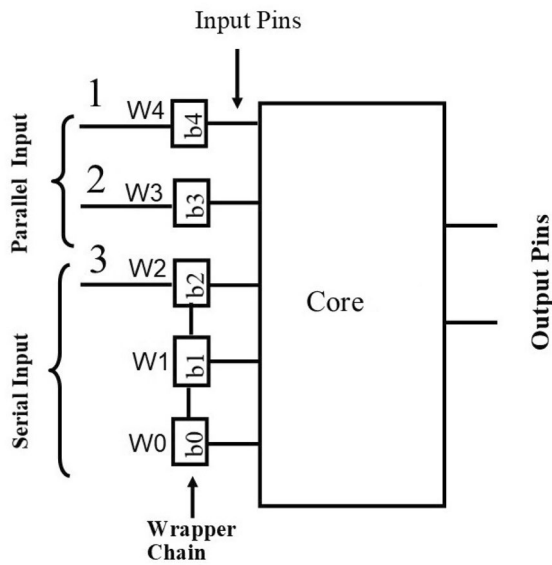 Input Pins
1
W4
b4
2
W3
b3
3
W2
b2
W1
b1
W0
b0
Parallel Input
Serial Input
Core
Output Pins
Wrapper
Chain